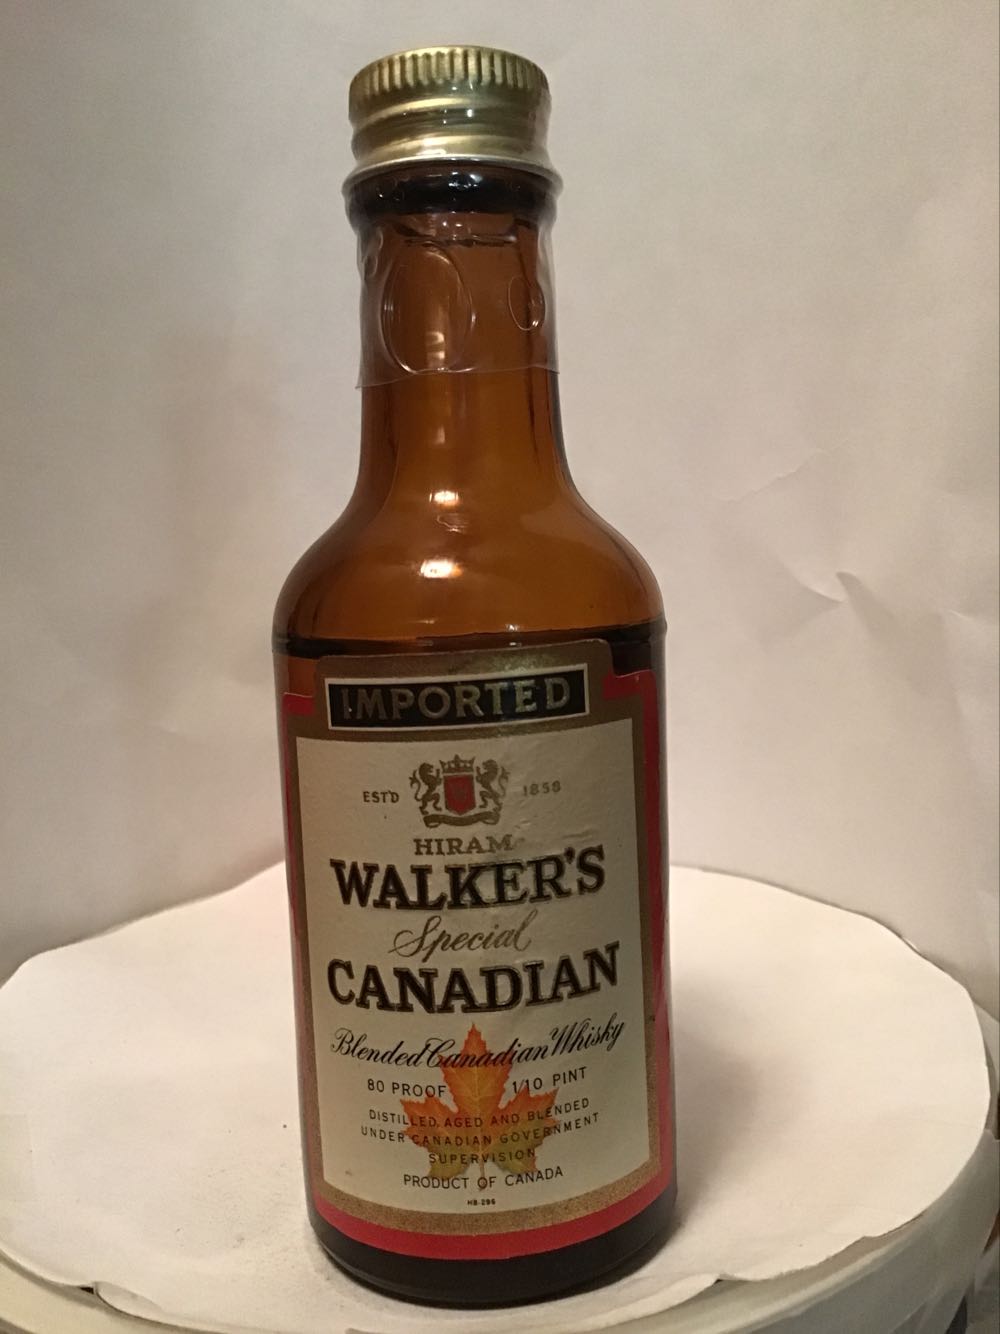 IMPORTED
EST'D 1858
HIRAM
WALKER'S
Special
CANADIAN
Blended Canadian Whisky
80 PROOF 1/10 PINT
DISTILLED, AGED AND BLENDED
UNDER CANADIAN GOVERNMENT
SUPERVISION
PRODUCT OF CANADA
HB-296